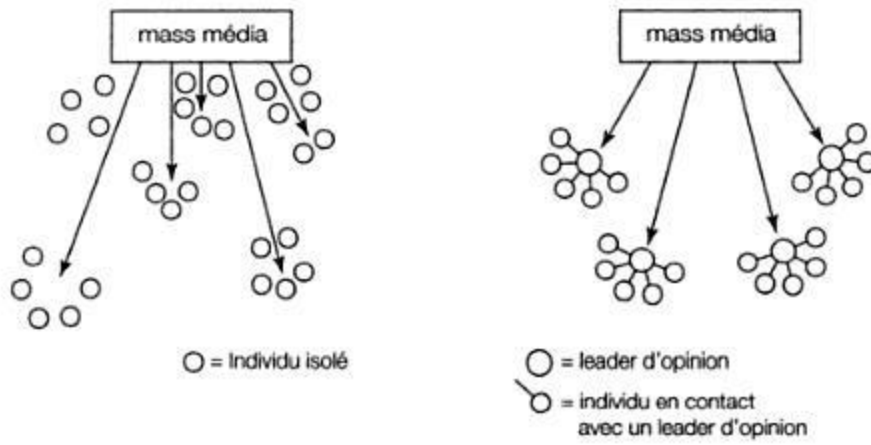 mass média
mass média
= Individu isolé
= leader d'opinion
= individu en contact
avec un leader d'opinion